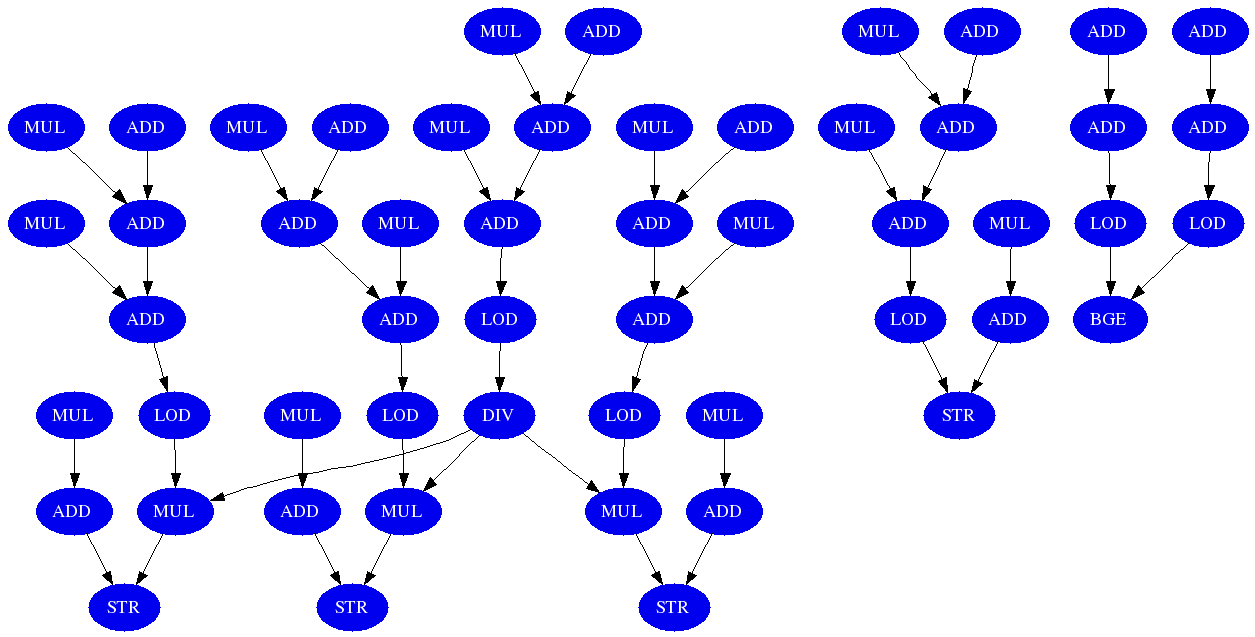 MUL ADD MUL ADD ADD ADD
MUL ADD MUL ADD MUL ADD MUL ADD MUL ADD ADD ADD
MUL ADD ADD MUL ADD ADD MUL ADD MUL LOD LOD
ADD ADD LOD ADD LOD ADD BGE
MUL LOD MUL LOD DIV LOD MUL STR
ADD MUL ADD MUL MUL ADD
STR STR STR